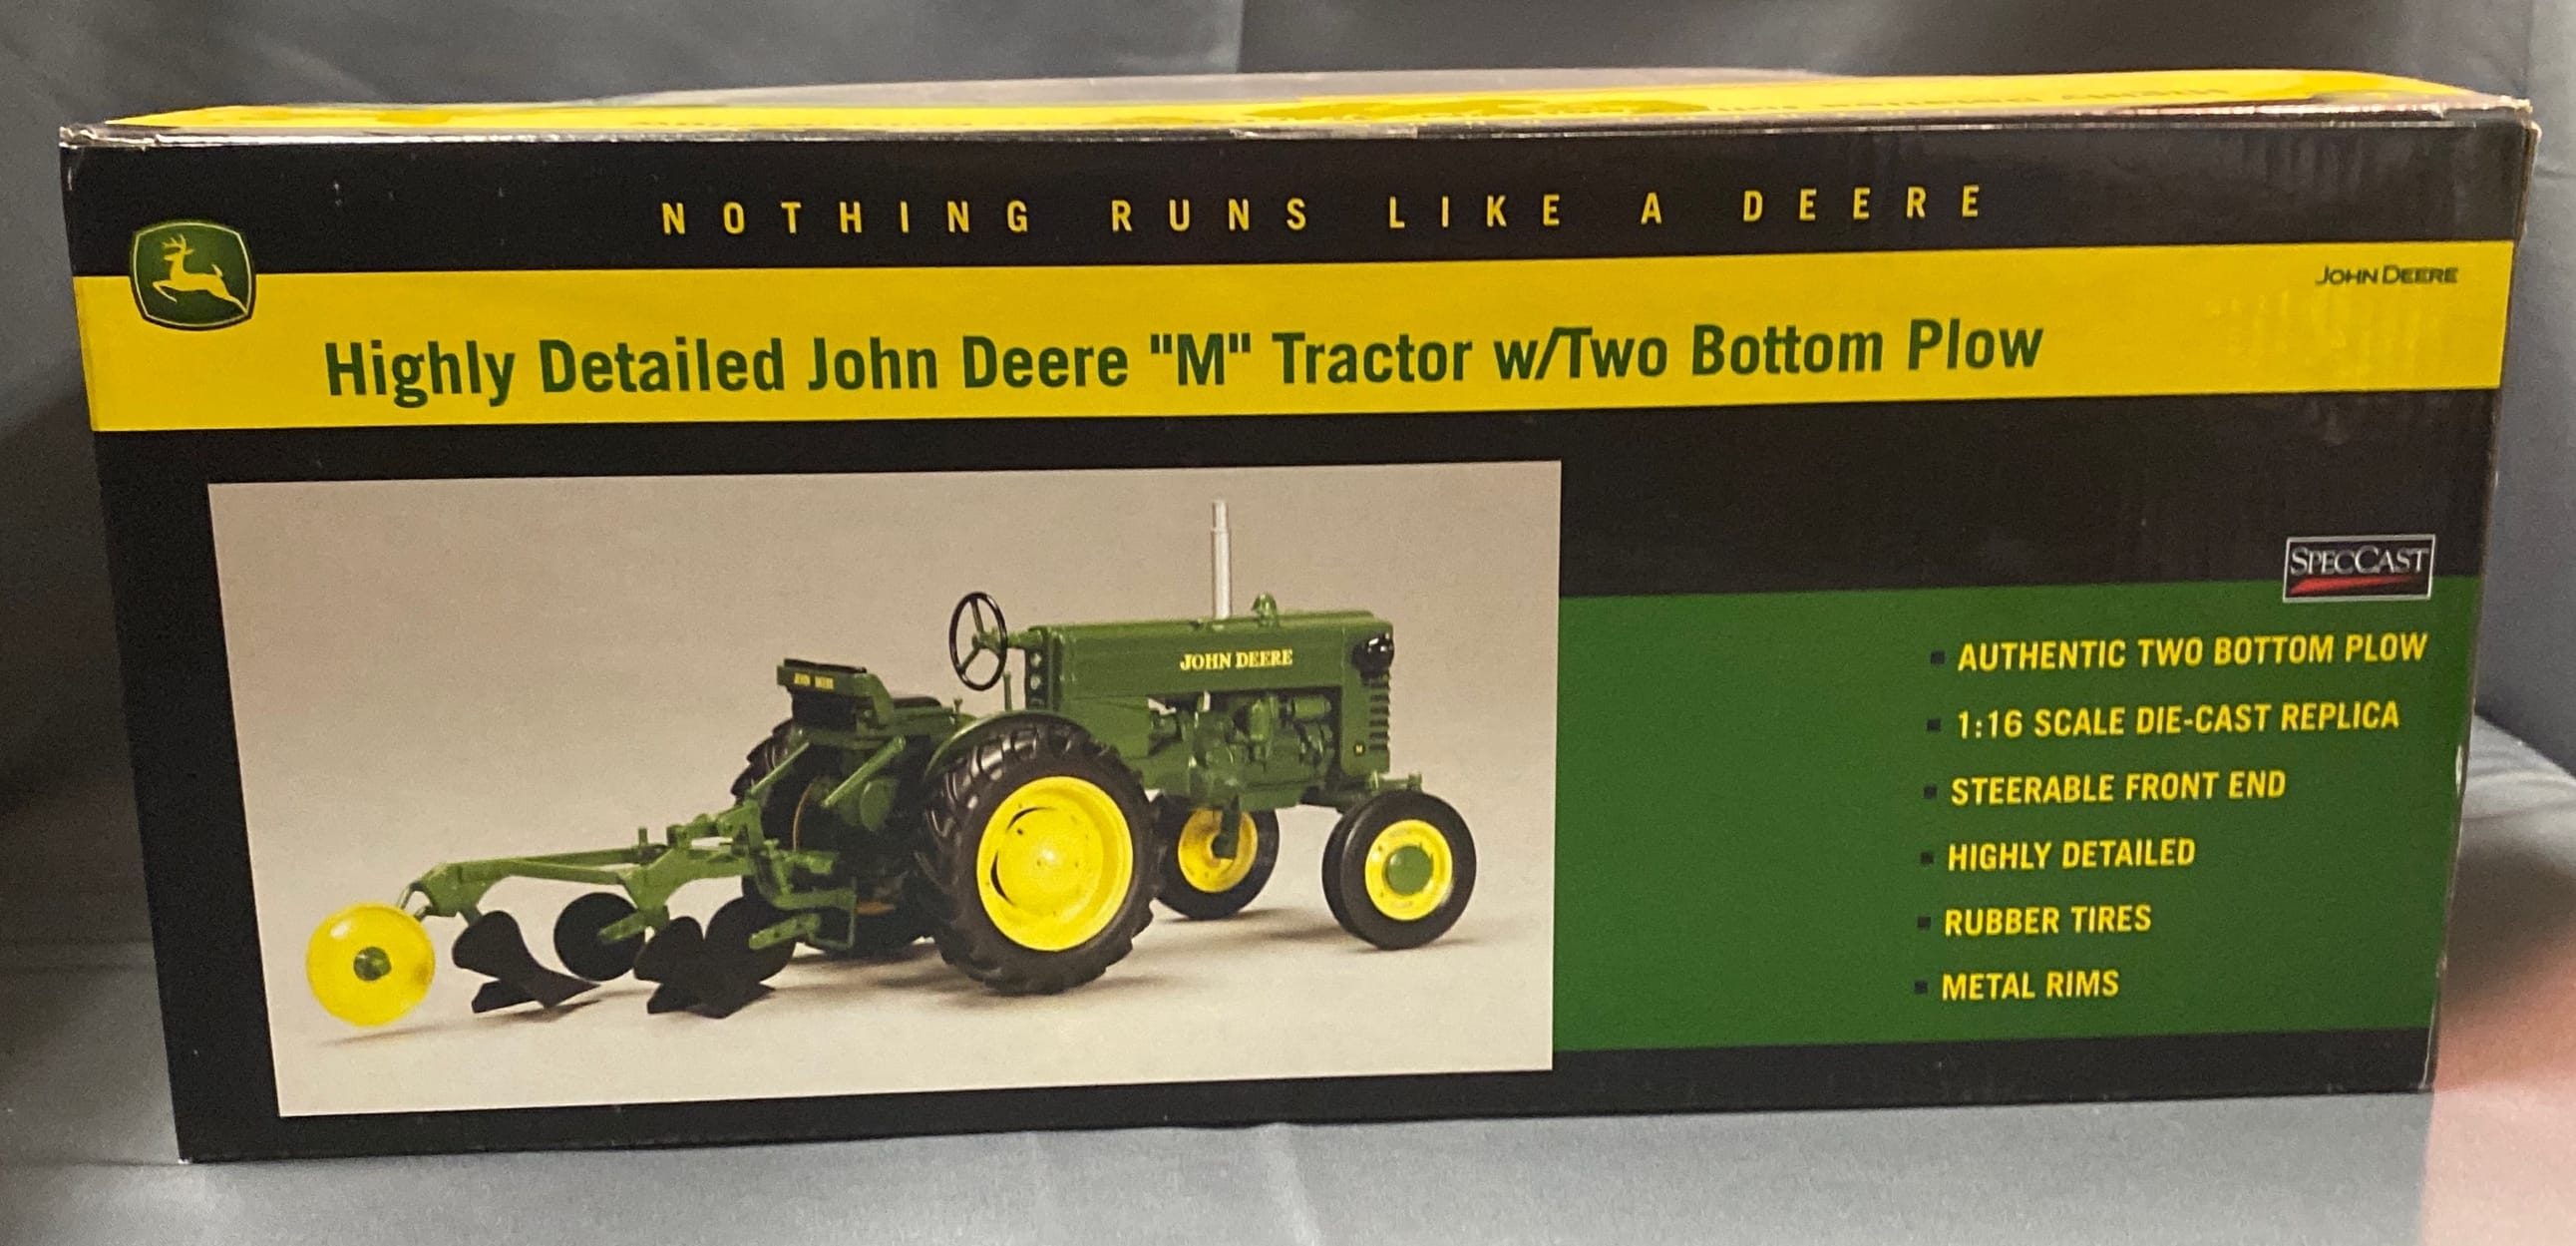 NOTHING RUNS LIKE A DEERE
JOHN DEERE
Highly Detailed John Deere "M" Tractor w/Two Bottom Plow
SPECCAST
JOHN DEERE
▪ AUTHENTIC TWO BOTTOM PLOW
▪ 1:16 SCALE DIE-CAST REPLICA
▪ STEERABLE FRONT END
▪ HIGHLY DETAILED
▪ RUBBER TIRES
▪ METAL RIMS